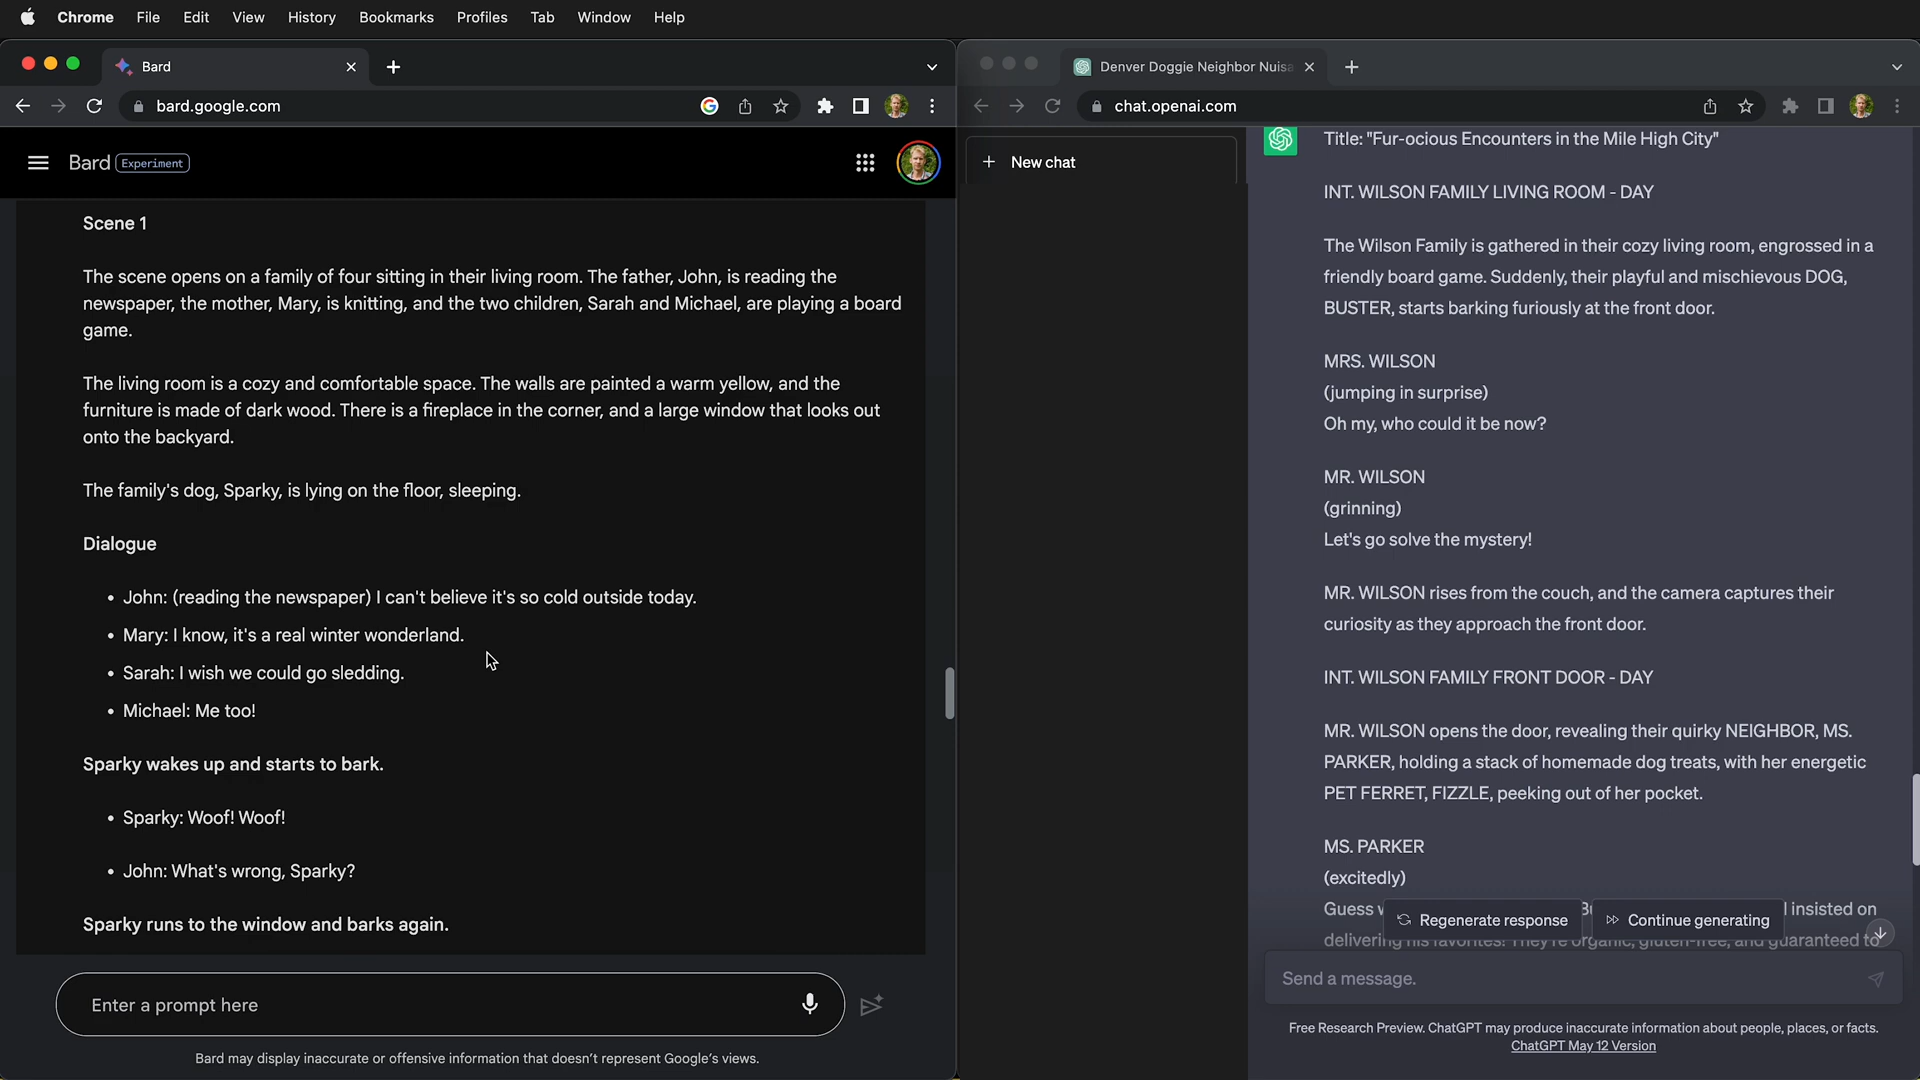 Chrome File Edit View History Bookmarks Profiles Tab Window Help
Bard
bard.google.com
Bard Experiment
Scene 1
The scene opens on a family of four sitting in their living room. The father, John, is reading the
newspaper, the mother, Mary, is knitting, and the two children, Sarah and Michael, are playing a board
game.
The living room is a cozy and comfortable space. The walls are painted a warm yellow, and the
furniture is made of dark wood. There is a fireplace in the corner, and a large window that looks out
onto the backyard.
The family's dog, Sparky, is lying on the floor, sleeping.
Dialogue
• John: (reading the newspaper) I can't believe it's so cold outside today.
• Mary: I know, it's a real winter wonderland.
• Sarah: I wish we could go sledding.
• Michael: Me too!
Sparky wakes up and starts to bark.
• Sparky: Woof! Woof!
• John: What's wrong, Sparky?
Sparky runs to the window and barks again.
Enter a prompt here
Bard may display inaccurate or offensive information that doesn't represent Google's views.
Denver Doggie Neighbor Nuisa
chat.openai.com
New chat
Title: "Fur-ocious Encounters in the Mile High City"
INT. WILSON FAMILY LIVING ROOM - DAY
The Wilson Family is gathered in their cozy living room, engrossed in a
friendly board game. Suddenly, their playful and mischievous DOG,
BUSTER, starts barking furiously at the front door.
MRS. WILSON
(jumping in surprise)
Oh my, who could it be now?
MR. WILSON
(grinning)
Let's go solve the mystery!
MR. WILSON rises from the couch, and the camera captures their
curiosity as they approach the front door.
INT. WILSON FAMILY FRONT DOOR - DAY
MR. WILSON opens the door, revealing their quirky NEIGHBOR, MS.
PARKER, holding a stack of homemade dog treats, with her energetic
PET FERRET, FIZZLE, peeking out of her pocket.
MS. PARKER
(excitedly)
Guess insisted on
Regenerate response
Continue generating
delivering his favorites! They're organic, gluten-free, and guaranteed to
Send a message.
Free Research Preview. ChatGPT may produce inaccurate information about people, places, or facts.
ChatGPT May 12 Version